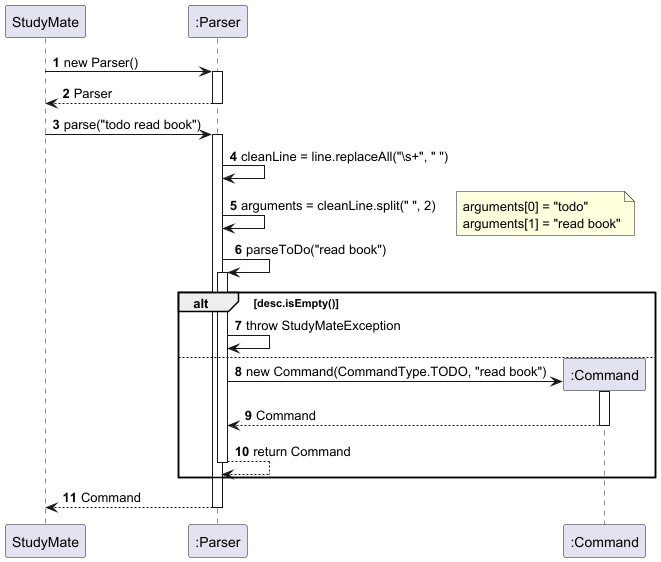 StudyMate
:Parser
1 new Parser()
2 Parser
3 parse("todo read book")
4 cleanLine = line.replaceAll("\s+", " ")
5 arguments = cleanLine.split(" ", 2)
arguments[0] = "todo"
arguments[1] = "read book"
6 parseToDo("read book")
alt
[desc.isEmpty()]
7 throw StudyMateException
8 new Command(CommandType.TODO, "read book")
:Command
9 Command
10 return Command
11 Command
StudyMate
:Parser
:Command